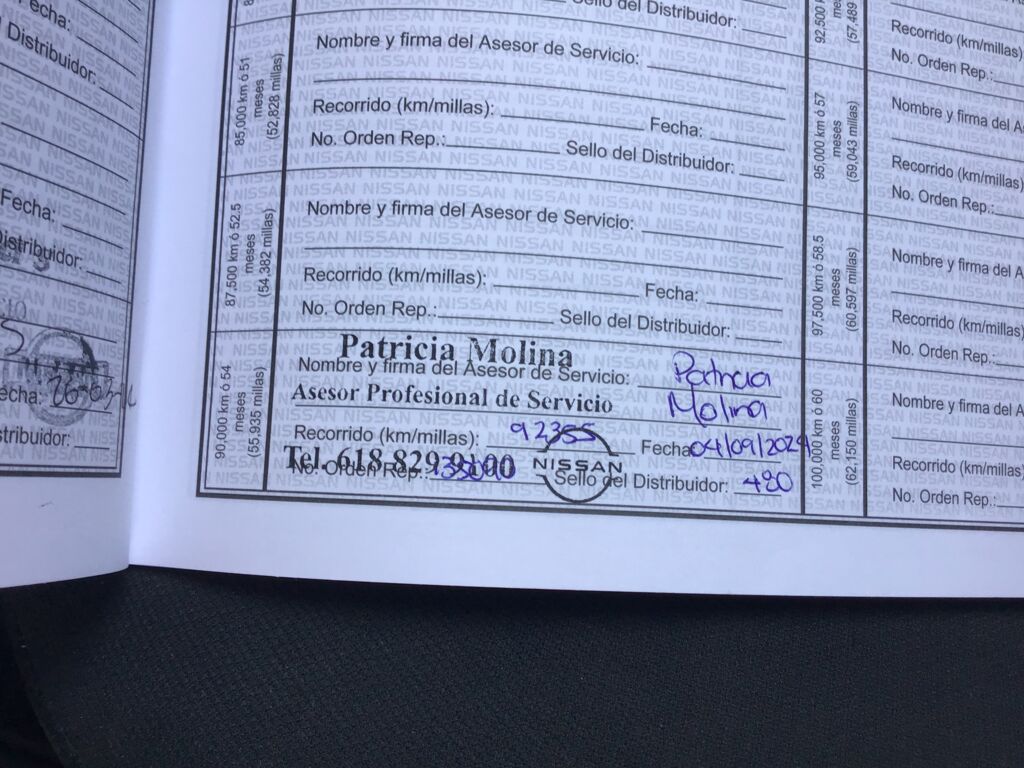 echa:
Distribuidor:
Fecha:
istribuidor:
echa: 26-03
stribuidor:
Sello del Distribuidor:
85,000 km ó 51
meses
(52,828 millas)
Nombre y firma del Asesor de Servicio:
Recorrido (km/millas):
Fecha:
No. Orden Rep.:
Sello del Distribuidor:
87,500 km ó 52.5
meses
(54,382 millas)
Nombre y firma del Asesor de Servicio:
Recorrido (km/millas):
Fecha:
No. Orden Rep.:
Sello del Distribuidor:
90,000 km ó 54
meses
(55,935 millas)
Patricia Molina
Nombre y firma del Asesor de Servicio: Patricia
Asesor Profesional de Servicio Molina
Recorrido (km/millas): 92355 Fecha 04/09/2024
Tel. 618 829 9100
No. Orden Rep.:
NISSAN
Sello del Distribuidor: 480
92,500
(57,489
95,000 km ó 57
meses
(59,043 millas)
97,500 km ó 58.5
meses
(60,597 millas)
100,000 km ó 60
meses
(62,150 millas)
Recorrido (km/millas)
No. Orden Rep.:
Nombre y firma del A
Recorrido (km/millas)
No. Orden Rep.:
Nombre y firma del A
Recorrido (km/millas)
No. Orden Rep.:
Nombre y firma del A
Recorrido (km/millas)
No. Orden Rep.: